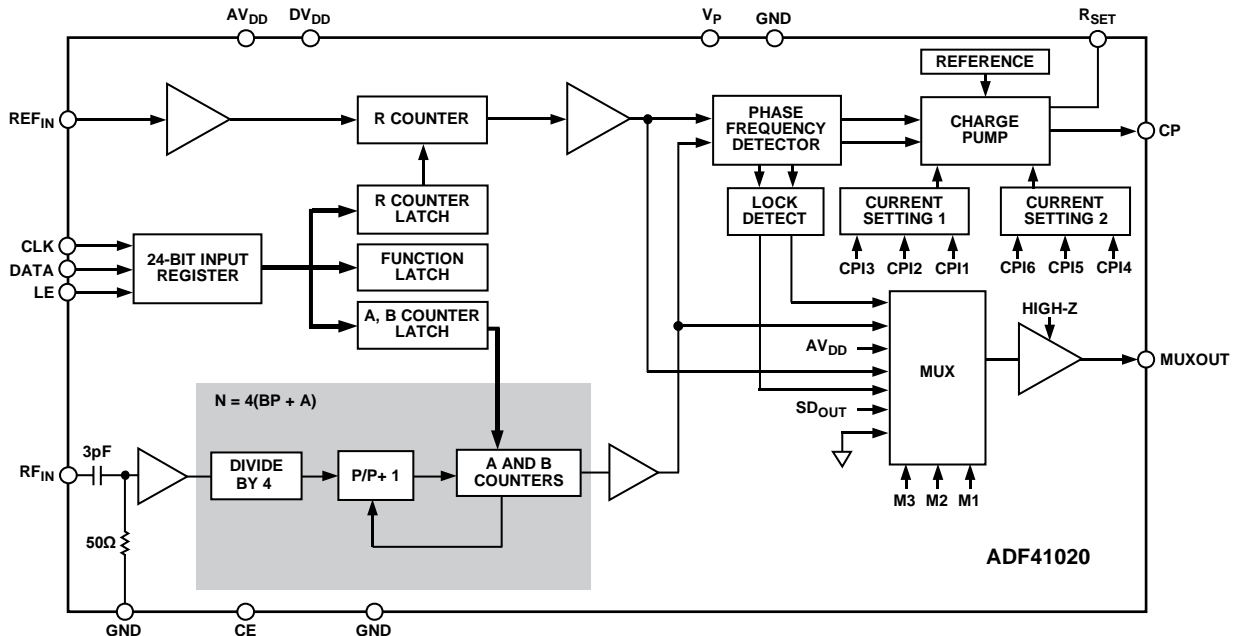 AVDD
DVDD
VP
GND
RSET
REFERENCE
REFIN
R COUNTER
PHASE
FREQUENCY
DETECTOR
CHARGE
PUMP
CP
R COUNTER
LATCH
LOCK
DETECT
CURRENT
SETTING 1
CURRENT
SETTING 2
CLK
DATA
LE
24-BIT INPUT
REGISTER
FUNCTION
LATCH
CPI3
CPI2
CPI1
CPI6
CPI5
CPI4
A, B COUNTER
LATCH
HIGH-Z
AVDD
MUX
MUXOUT
SDOUT
N = 4(BP + A)
3pF
RFIN
DIVIDE
BY 4
P/P+ 1
A AND B
COUNTERS
M3
M2
M1
50Ω
ADF41020
GND
CE
GND